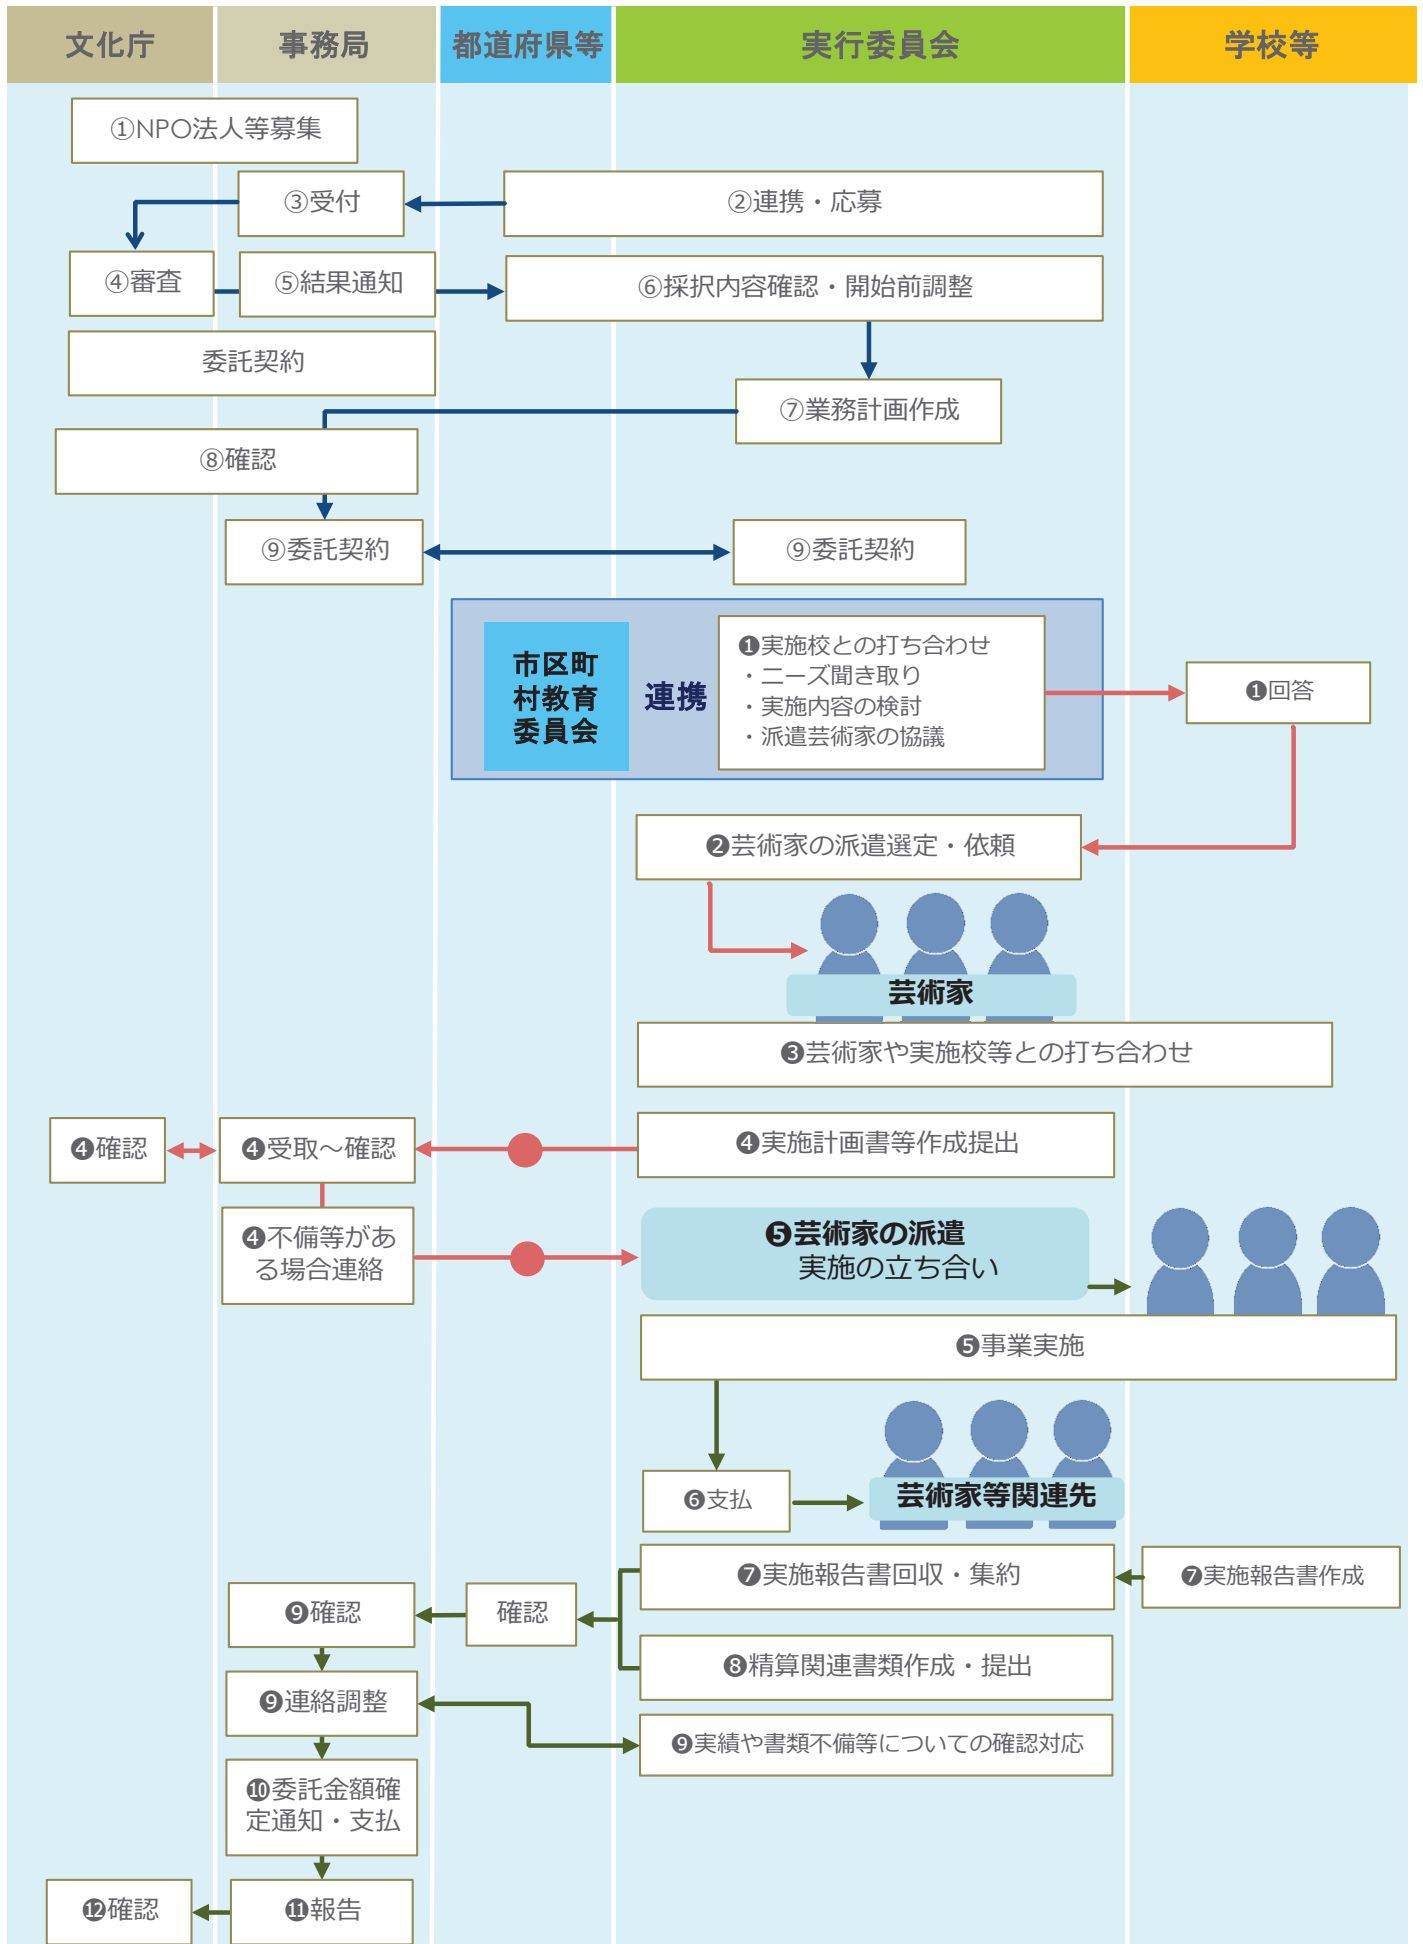 文化庁
事務局
都道府県等
実行委員会
学校等
①NPO法人等募集
③受付
②連携・応募
④審査
⑤結果通知
⑥採択内容確認・開始前調整
委託契約
⑦業務計画作成
⑧確認
⑨委託契約
⑨委託契約
市区町
村教育
委員会
連携
❶実施校との打ち合わせ
・ニーズ聞き取り
・実施内容の検討
・派遣芸術家の協議
❶回答
❷芸術家の派遣選定・依頼
芸術家
❸芸術家や実施校等との打ち合わせ
❹確認
❹受取～確認
❹実施計画書等作成提出
❹不備等があ
る場合連絡
❺芸術家の派遣
実施の立ち合い
❺事業実施
❻支払
芸術家等関連先
❼実施報告書回収・集約
❼実施報告書作成
❾確認
確認
❽精算関連書類作成・提出
❾連絡調整
❾実績や書類不備等についての確認対応
❿委託金額確
定通知・支払
⓬確認
⓫報告